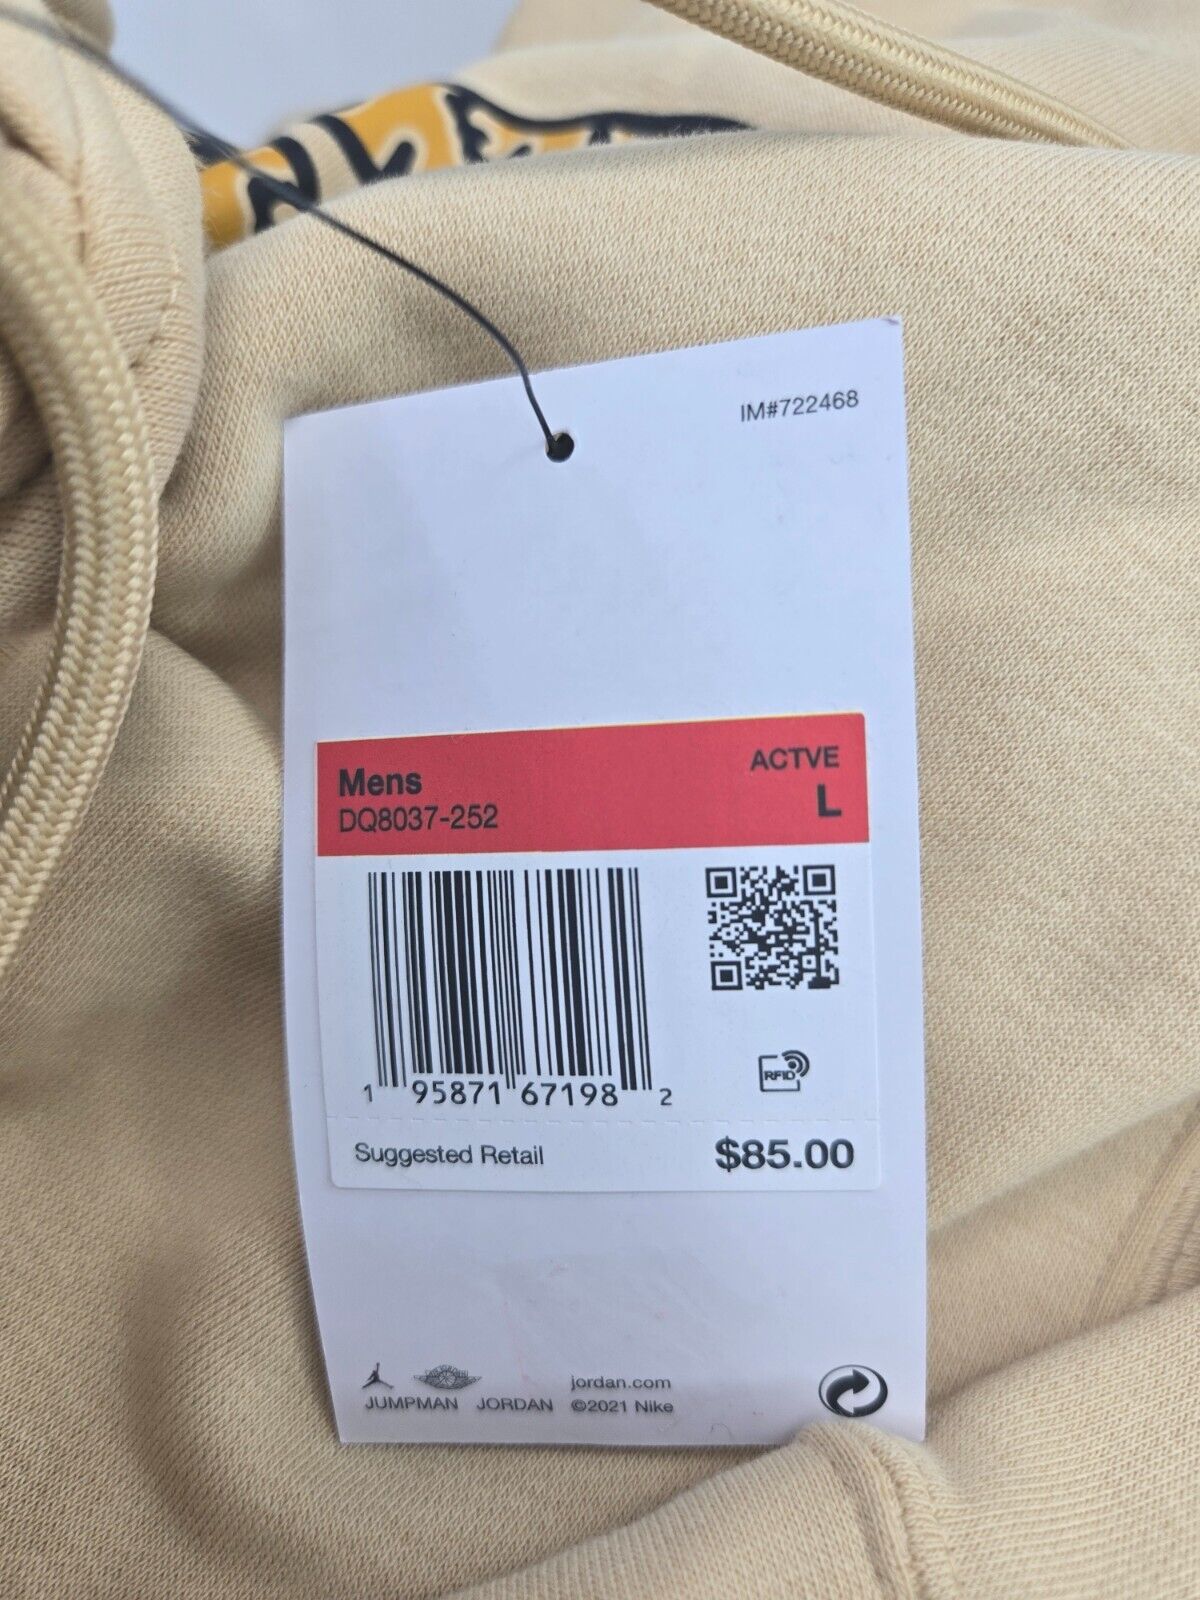 IM#722468
Mens
ACTVE
DQ8037-252
L
1 95871 67198 2
RFID
Suggested Retail
$85.00
jordan.com
JUMPMAN JORDAN ©2021 Nike